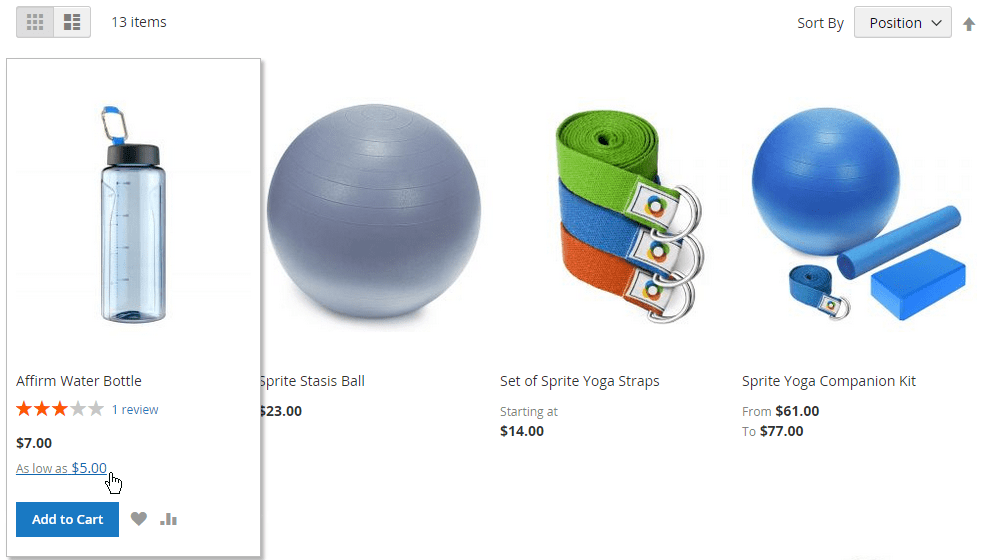 13 items
Sort By Position
Affirm Water Bottle
1 review
$7.00
As low as $5.00
Add to Cart
Sprite Stasis Ball
$23.00
Set of Sprite Yoga Straps
Starting at
$14.00
Sprite Yoga Companion Kit
From $61.00
To $77.00